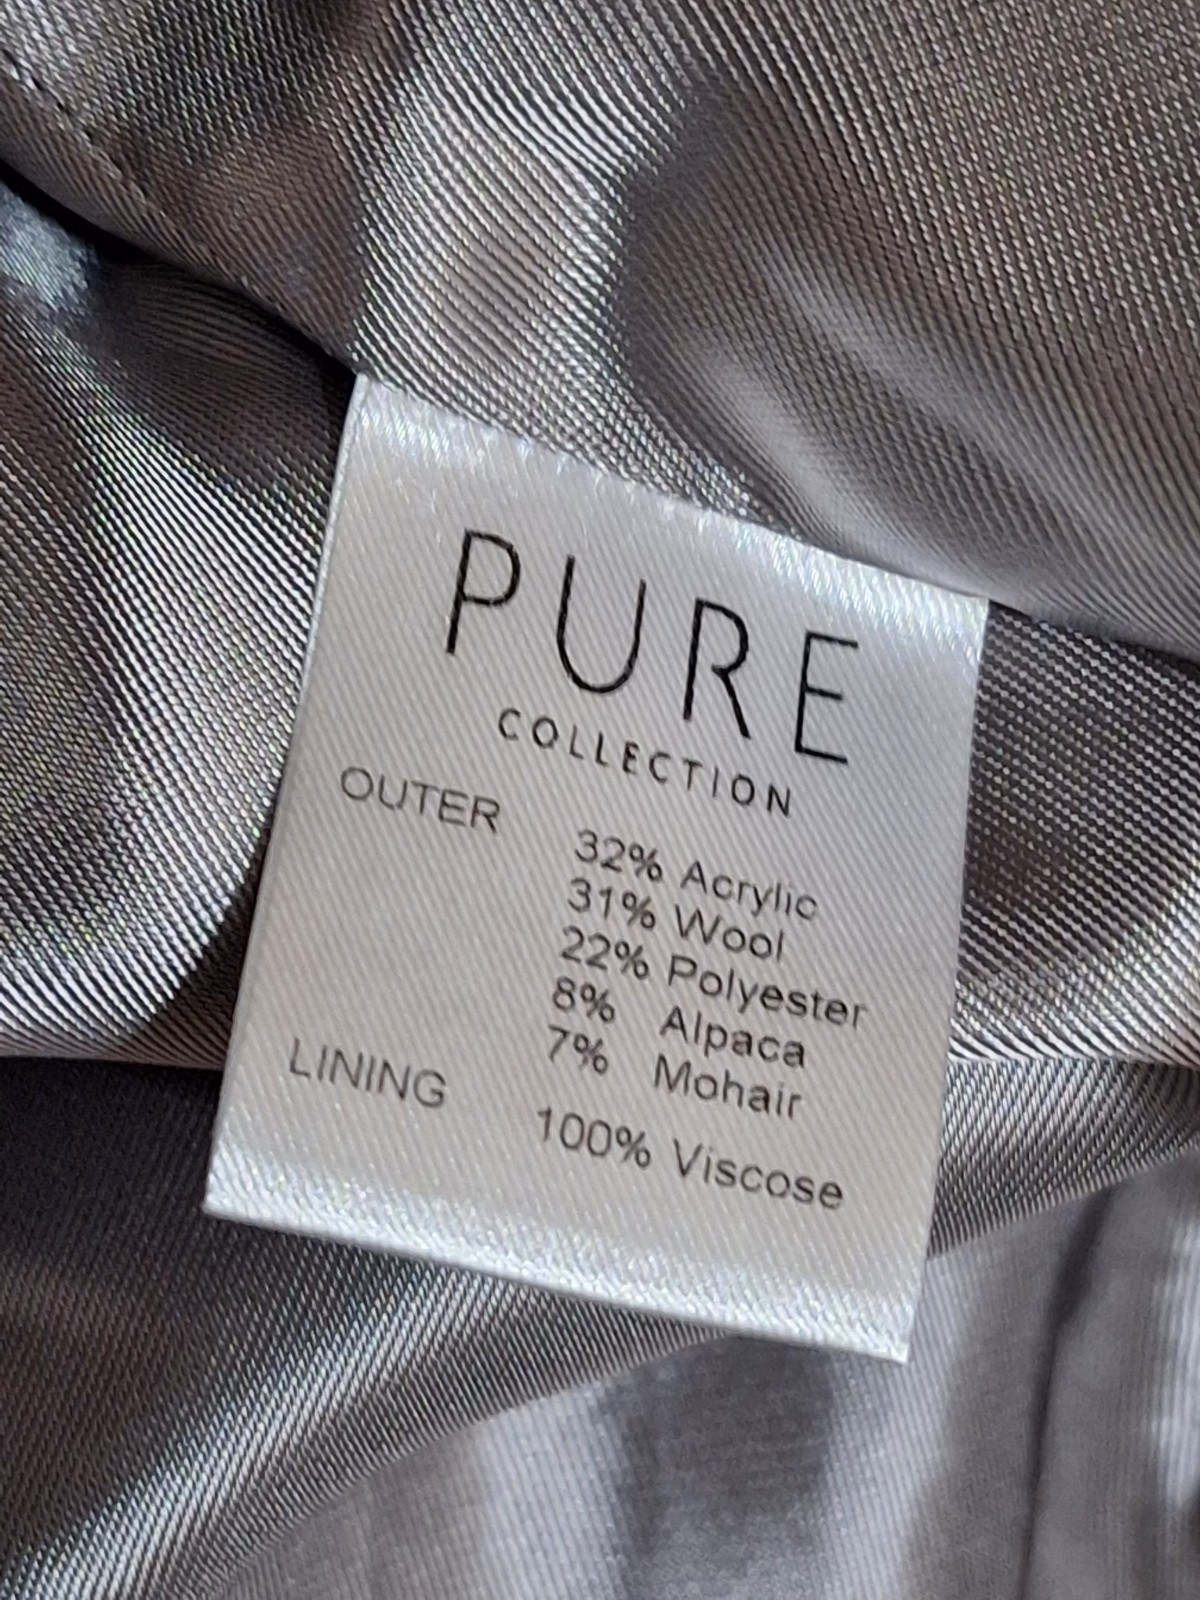 PURE
COLLECTION
OUTER 32% Acrylic
31% Wool
22% Polyester
8% Alpaca
7% Mohair
LINING 100% Viscose